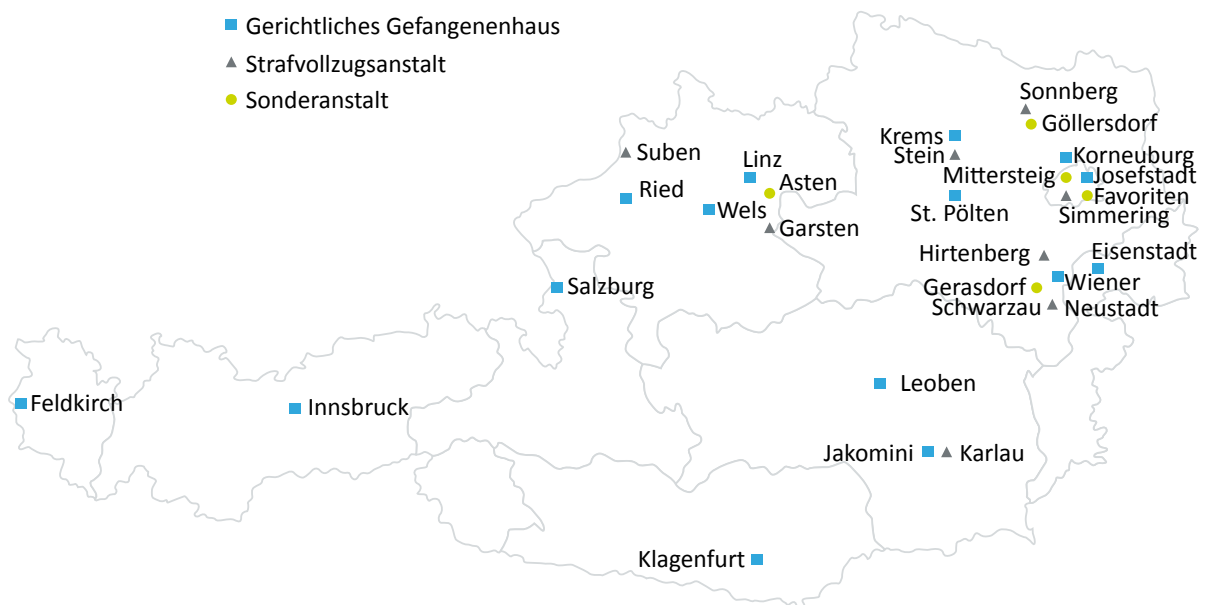 Gerichtliches Gefangenenhaus
Strafvollzugsanstalt
Sonderanstalt
Sonnberg
Göllersdorf
Krems
Stein
Korneuburg
Mittersteig
Josefstadt
Favoriten
Simmering
St. Pölten
Suben
Linz
Asten
Ried
Wels
Garsten
Hirtenberg
Eisenstadt
Salzburg
Gerasdorf
Wiener
Neustadt
Schwarzau
Feldkirch
Innsbruck
Leoben
Jakomini
Karlau
Klagenfurt